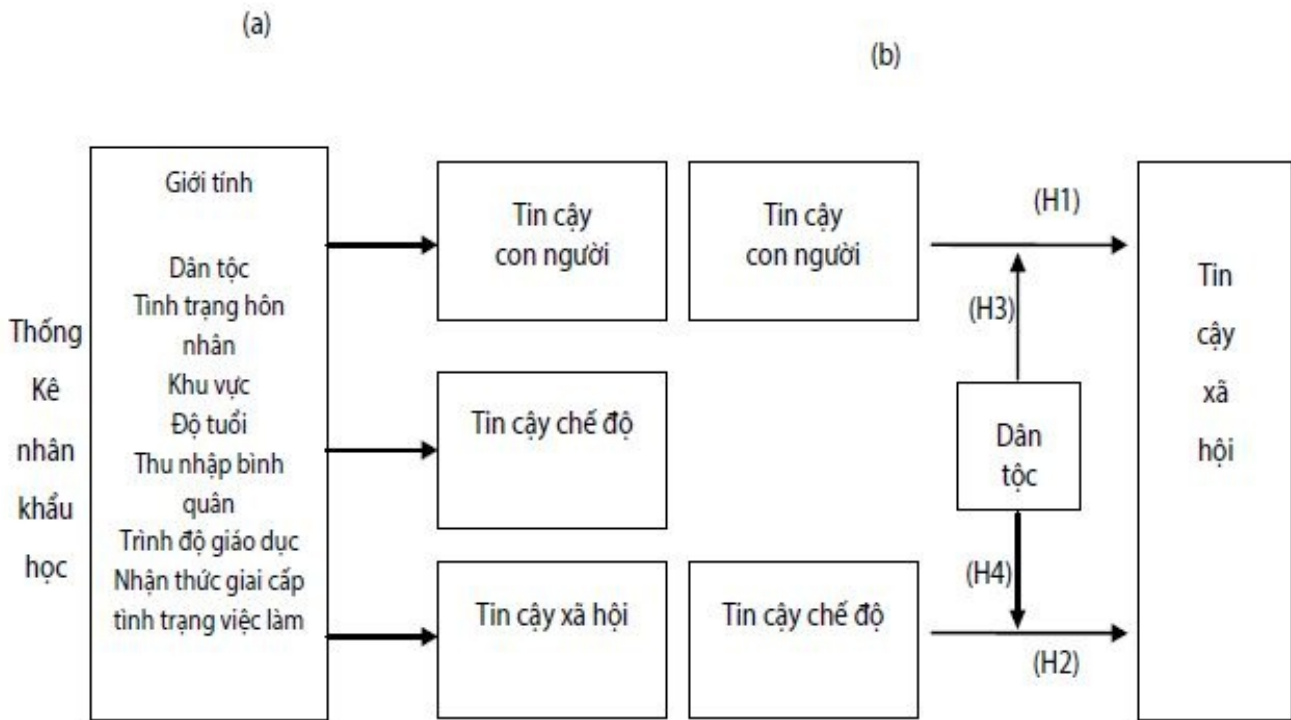 (a)
(b)
Thống
Kê
nhân
khẩu
học
Giới tính
Dân tộc
Tình trạng hôn
nhân
Khu vực
Độ tuổi
Thu nhập bình
quân
Trình độ giáo dục
Nhận thức giai cấp
tình trạng việc làm
Tin cậy
con người
Tin cậy chế độ
Tin cậy xã hội
Tin cậy
con người
Tin cậy chế độ
(H1)
(H3)
Dân
tộc
(H4)
(H2)
Tin
cậy
xã
hội